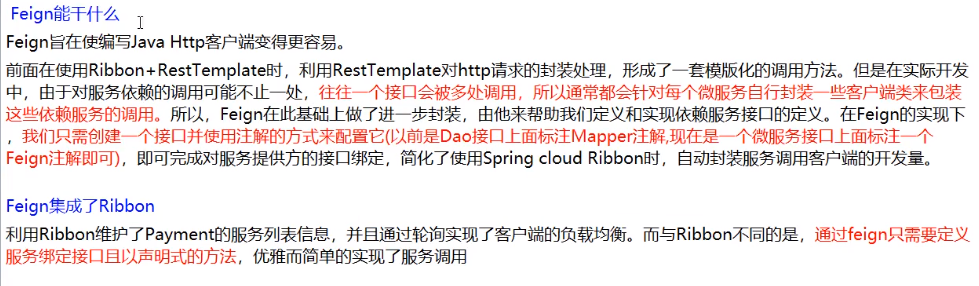 Feign能干什么
Feign旨在使编写Java Http客户端变得更容易。
前面在使用Ribbon+RestTemplate时，利用RestTemplate对http请求的封装处理，形成了一套模版化的调用方法。但是在实际开发
中，由于对服务依赖的调用可能不止一处，往往一个接口会被多处调用，所以通常都会针对每个微服务自行封装一些客户端类来包装
这些依赖服务的调用。所以，Feign在此基础上做了进一步封装，由他来帮助我们定义和实现依赖服务接口的定义。在Feign的实现下
，我们只需创建一个接口并使用注解的方式来配置它(以前是Dao接口上面标注Mapper注解,现在是一个微服务接口上面标注一个
Feign注解即可)，即可完成对服务提供方的接口绑定，简化了使用Spring cloud Ribbon时，自动封装服务调用客户端的开发量。
Feign集成了Ribbon
利用Ribbon维护了Payment的服务列表信息，并且通过轮询实现了客户端的负载均衡。而与Ribbon不同的是，通过feign只需要定义
服务绑定接口且以声明式的方法，优雅而简单的实现了服务调用